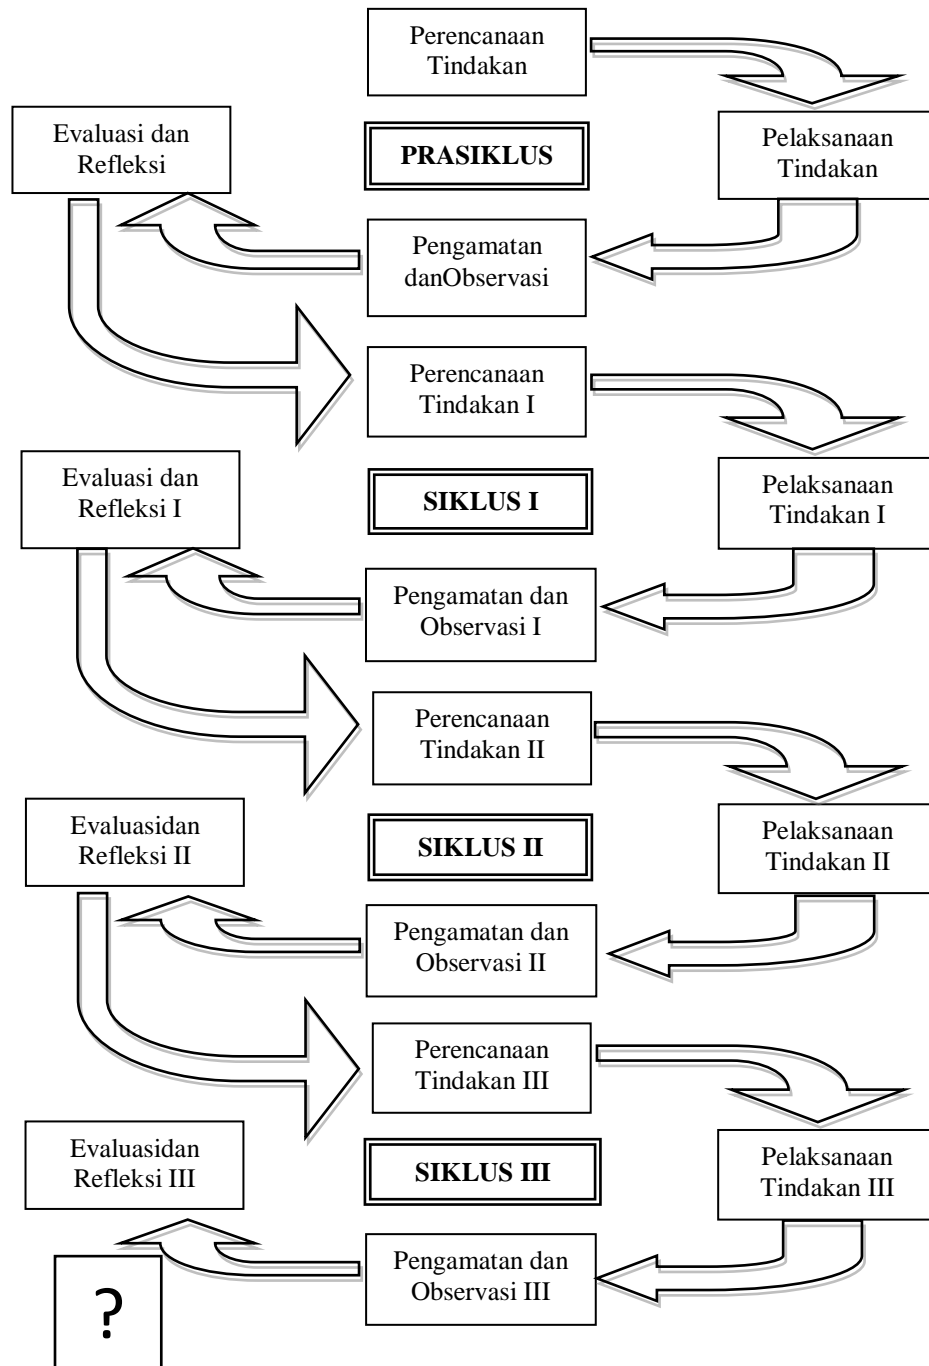 Perencanaan
Tindakan
Evaluasi dan
Refleksi
PRASIKLUS
Pelaksanaan
Tindakan
Pengamatan
danObservasi
Perencanaan
Tindakan I
Evaluasi dan
Refleksi I
SIKLUS I
Pelaksanaan
Tindakan I
Pengamatan dan
Observasi I
Perencanaan
Tindakan II
Evaluasidan
Refleksi II
SIKLUS II
Pelaksanaan
Tindakan II
Pengamatan dan
Observasi II
Perencanaan
Tindakan III
Evaluasidan
Refleksi III
SIKLUS III
Pelaksanaan
Tindakan III
Pengamatan dan
Observasi III
?